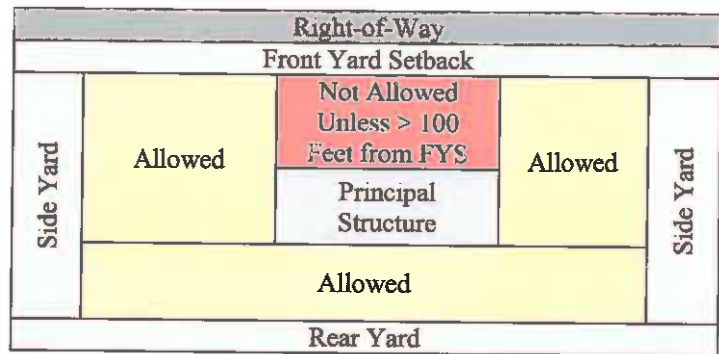 Right-of-Way
Front Yard Setback
Side Yard
Allowed
Not Allowed
Unless > 100
Feet from FYS
Principal
Structure
Allowed
Side Yard
Allowed
Rear Yard